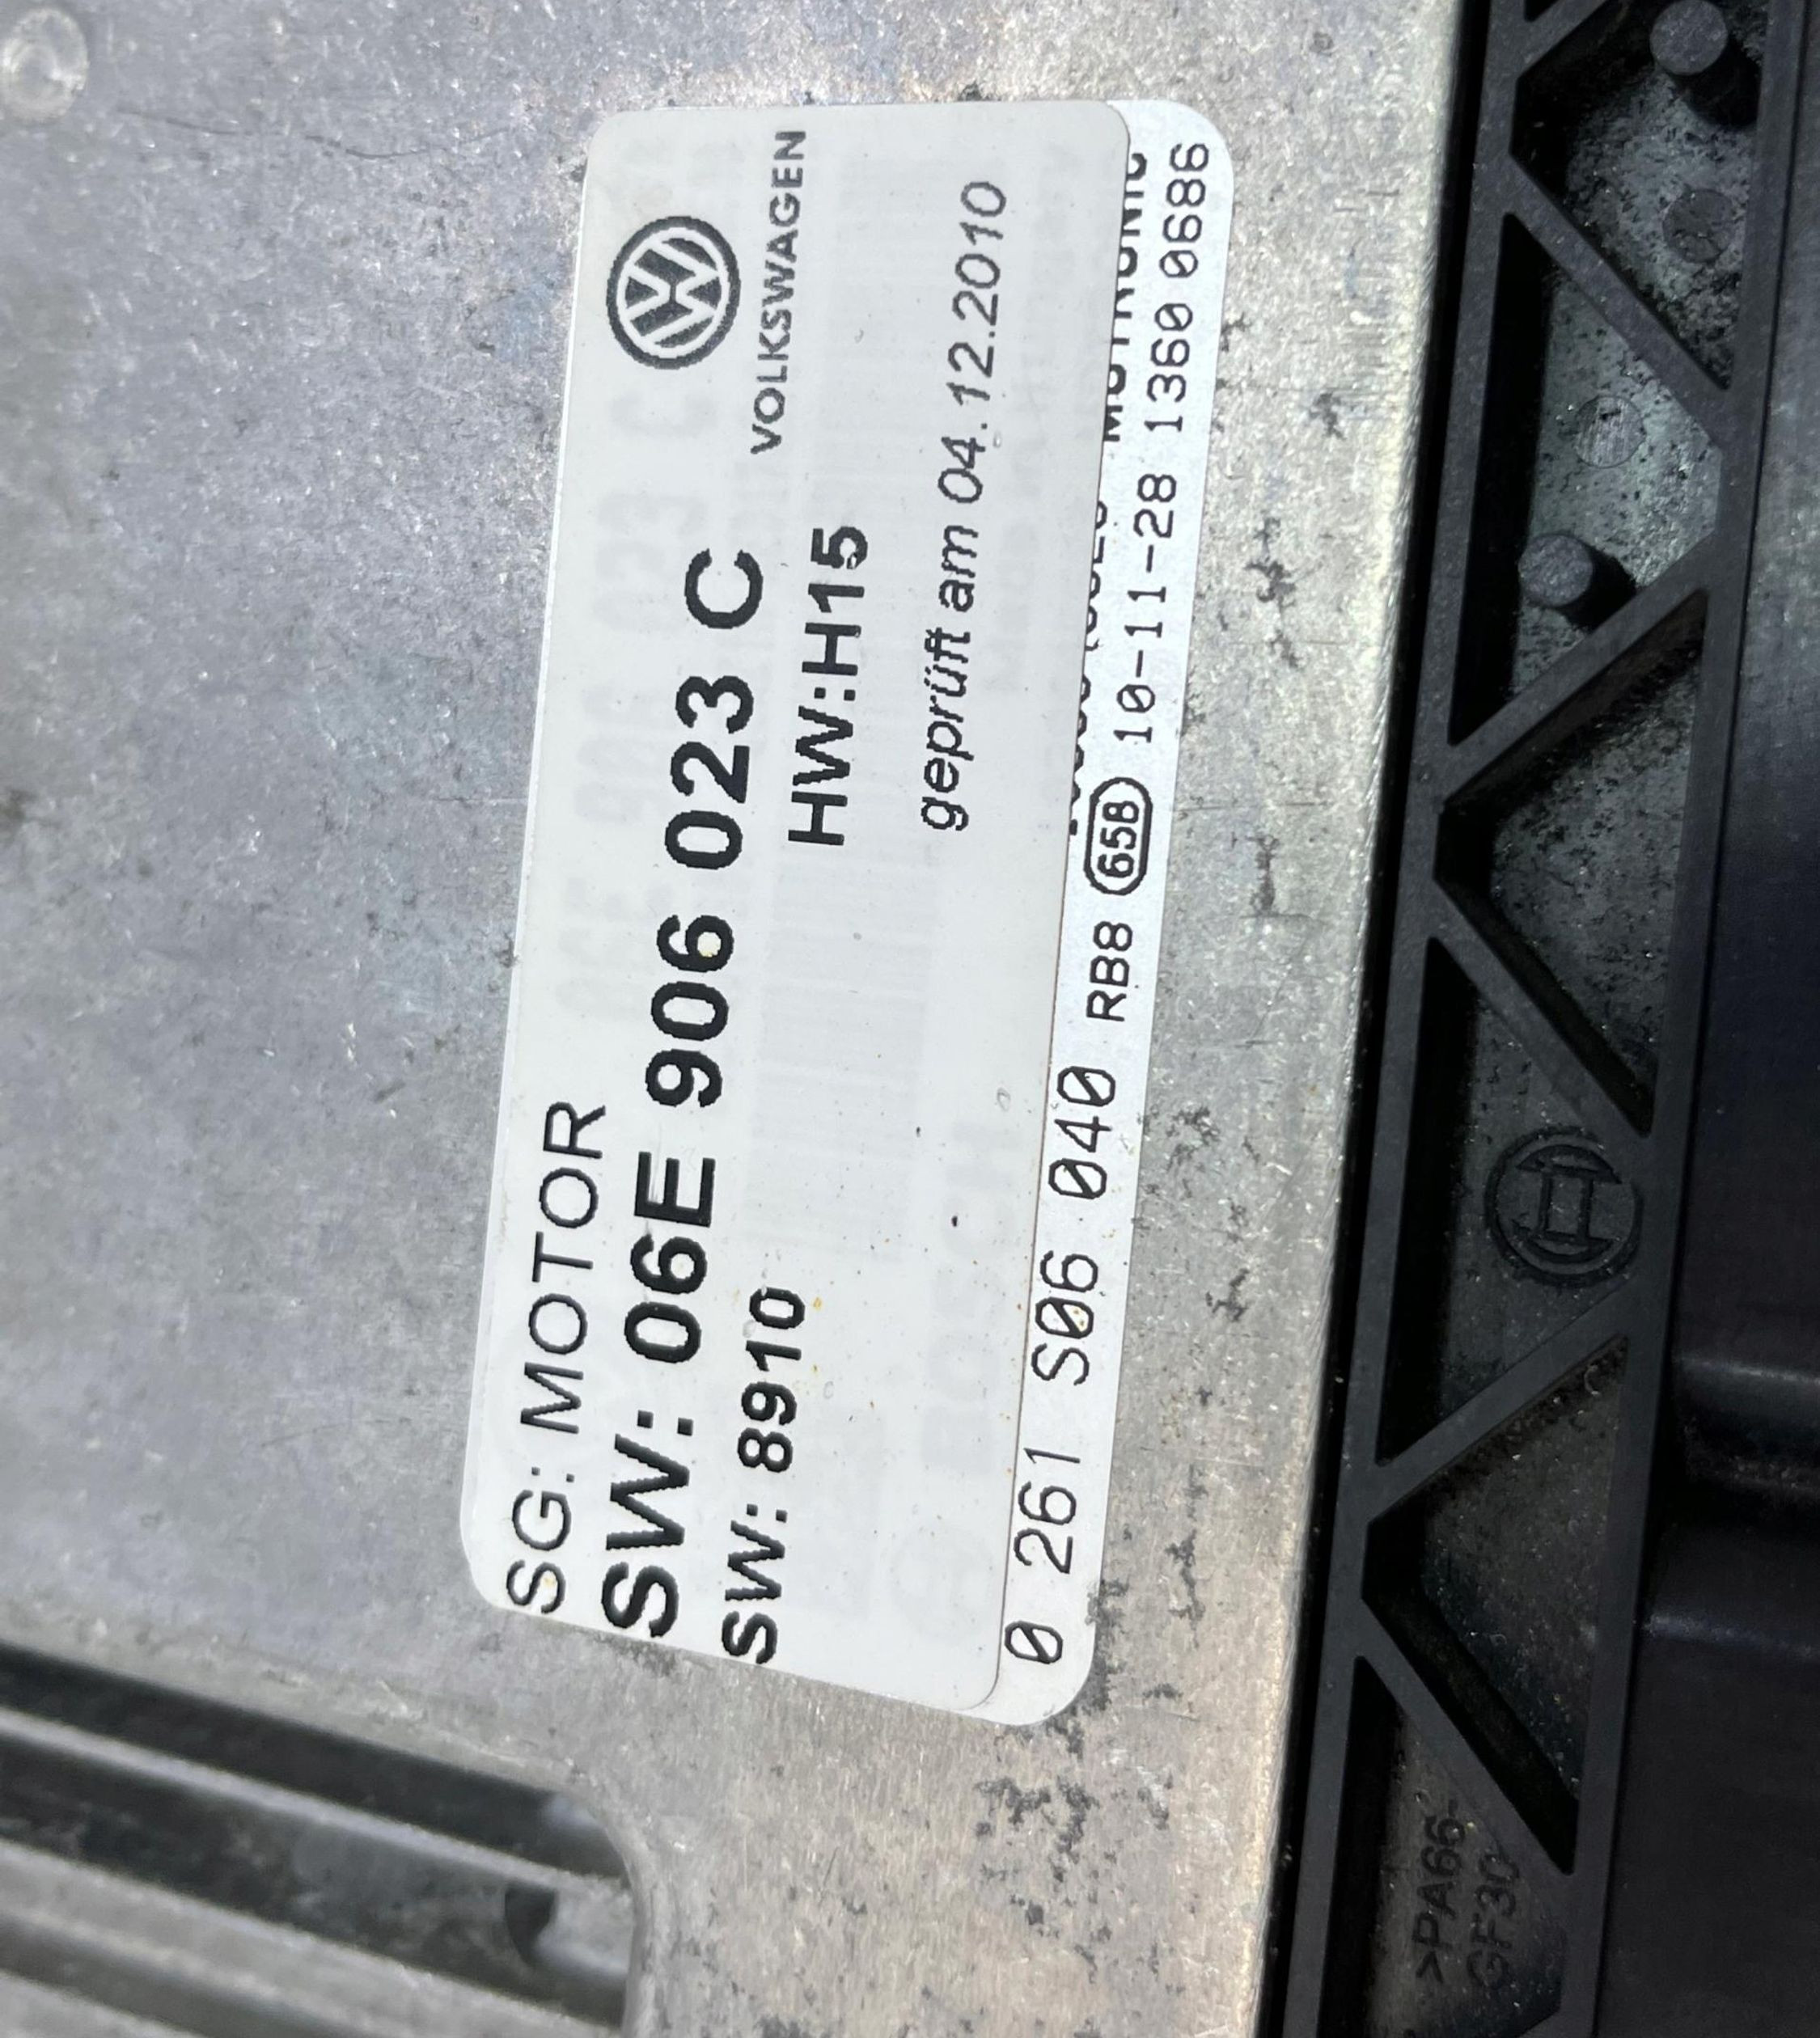 SG: MOTOR
SW: 06E 906 023 C
VOLKSWAGEN
SW: 8910
HW:H15
geprüft am 04.12.2010
MOTRONIC
0 261 S06 040 RB8 658 10-11-28 1360 0686
>PA66-
GF30